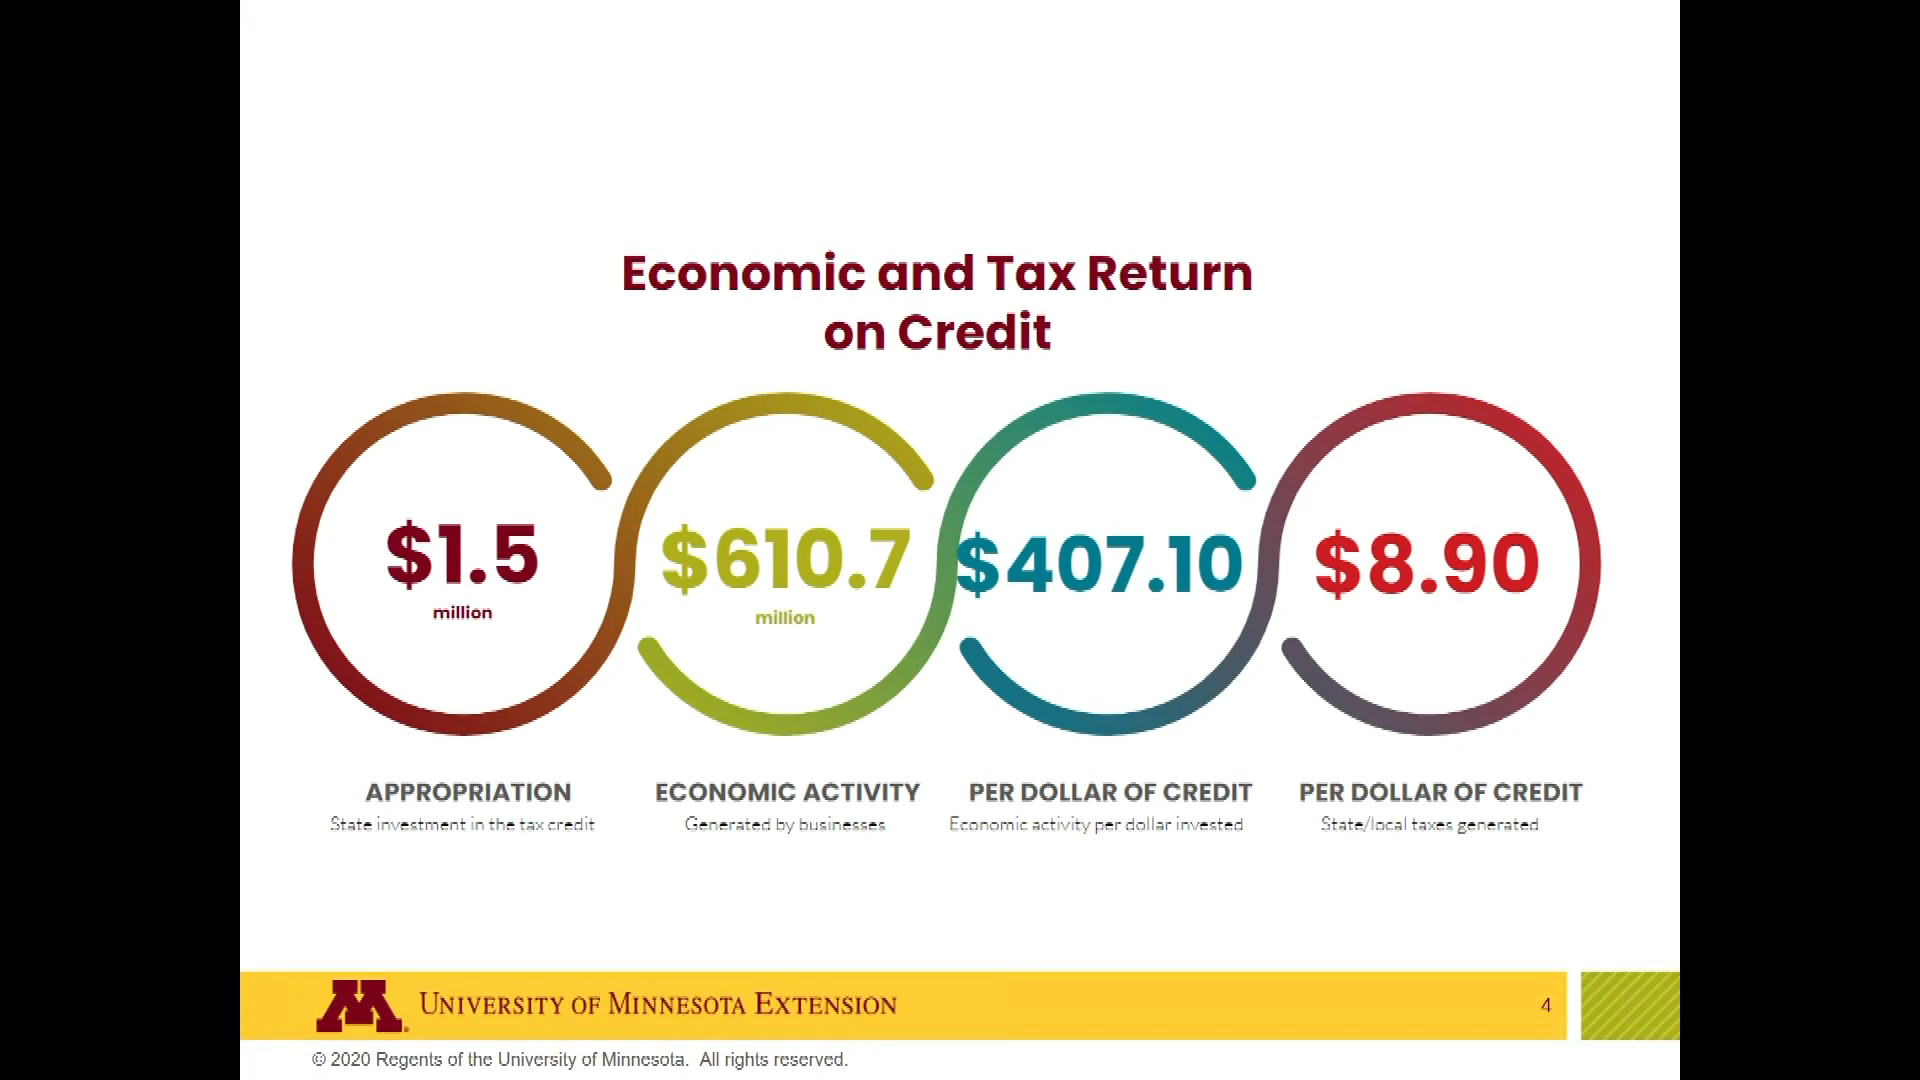 Economic and Tax Return
on Credit
$1.5
million
$610.7
million
$407.10
$8.90
APPROPRIATION
State investment in the tax credit
ECONOMIC ACTIVITY
Generated by businesses
PER DOLLAR OF CREDIT
Economic activity per dollar invested
PER DOLLAR OF CREDIT
State/local taxes generated
M
UNIVERSITY OF MINNESOTA EXTENSION
4
© 2020 Regents of the University of Minnesota. All rights reserved.